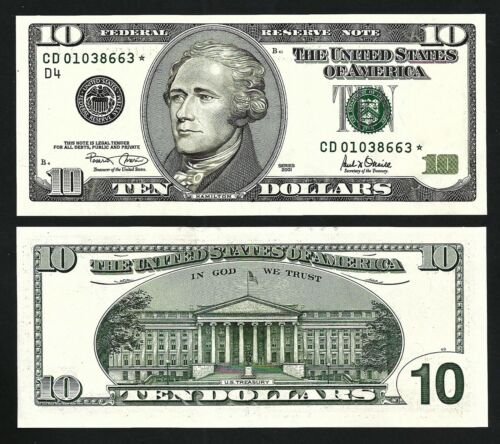 10 FEDERAL RESERVE NOTE 10
CD 01038663 *
D4
THE UNITED STATES
OF AMERICA
TEN
THIS NOTE IS LEGAL TENDER
FOR ALL DEBTS, PUBLIC AND PRIVATE
CD 01038663 *
Treasurer of the United States.
SERIES
2001
Paul H. O'Neill
Secretary of the Treasury.
10 TEN DOLLARS 10
HAMILTON
10 THE UNITED STATES OF AMERICA 10
IN GOD WE TRUST
U.S. TREASURY
10 TEN DOLLARS 10